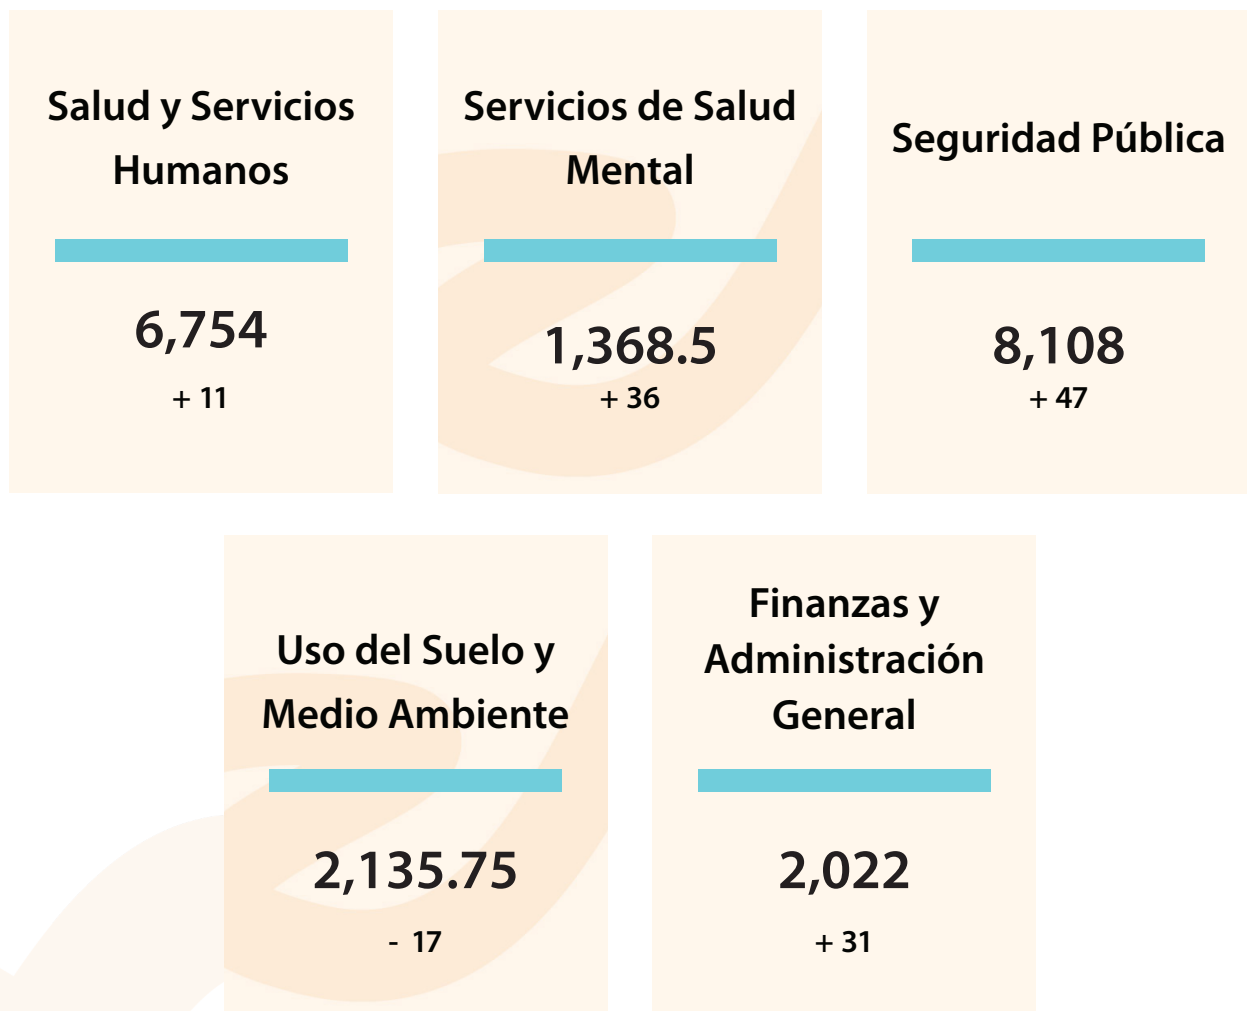 Salud y Servicios
Humanos
6,754
+ 11
Servicios de Salud
Mental
1,368.5
+ 36
Seguridad Pública
8,108
+ 47
Uso del Suelo y
Medio Ambiente
2,135.75
- 17
Finanzas y
Administración
General
2,022
+ 31